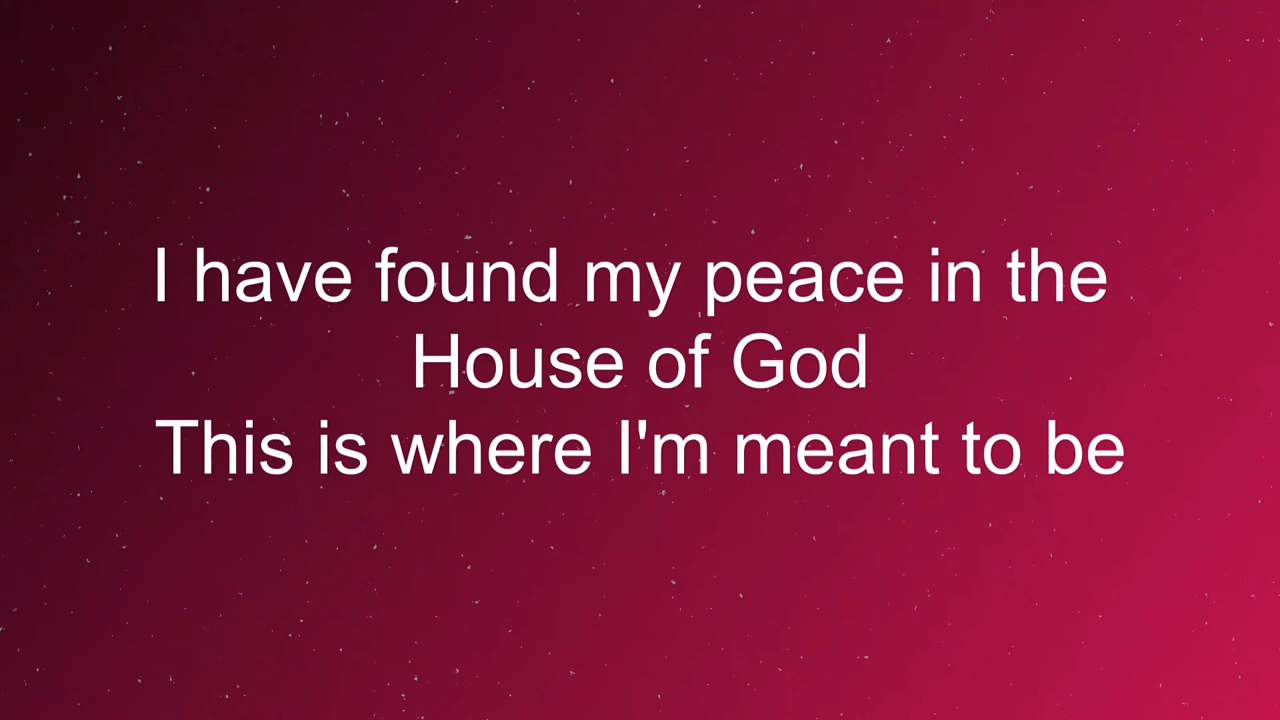 I have found my peace in the
House of God
This is where I'm meant to be